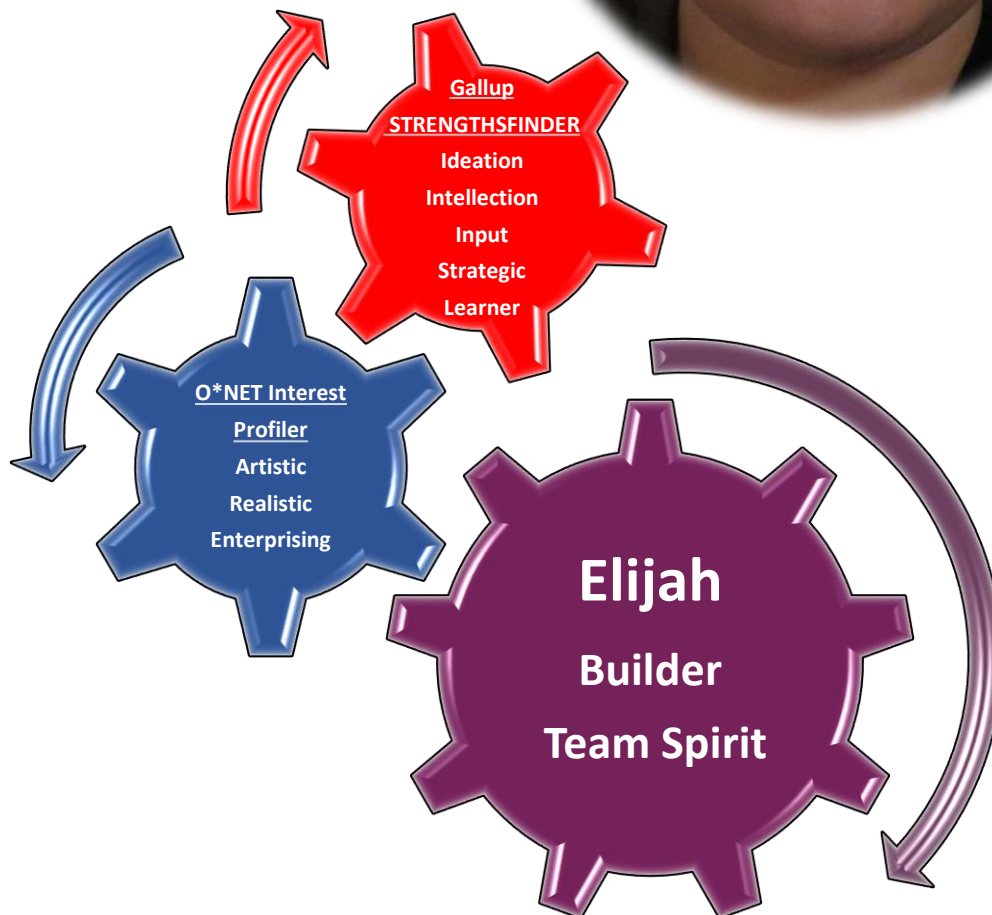 Gallup
STRENGTHSFINDER
Ideation
Intellection
Input
Strategic
Learner
O*NET Interest
Profiler
Artistic
Realistic
Enterprising
Elijah
Builder
Team Spirit